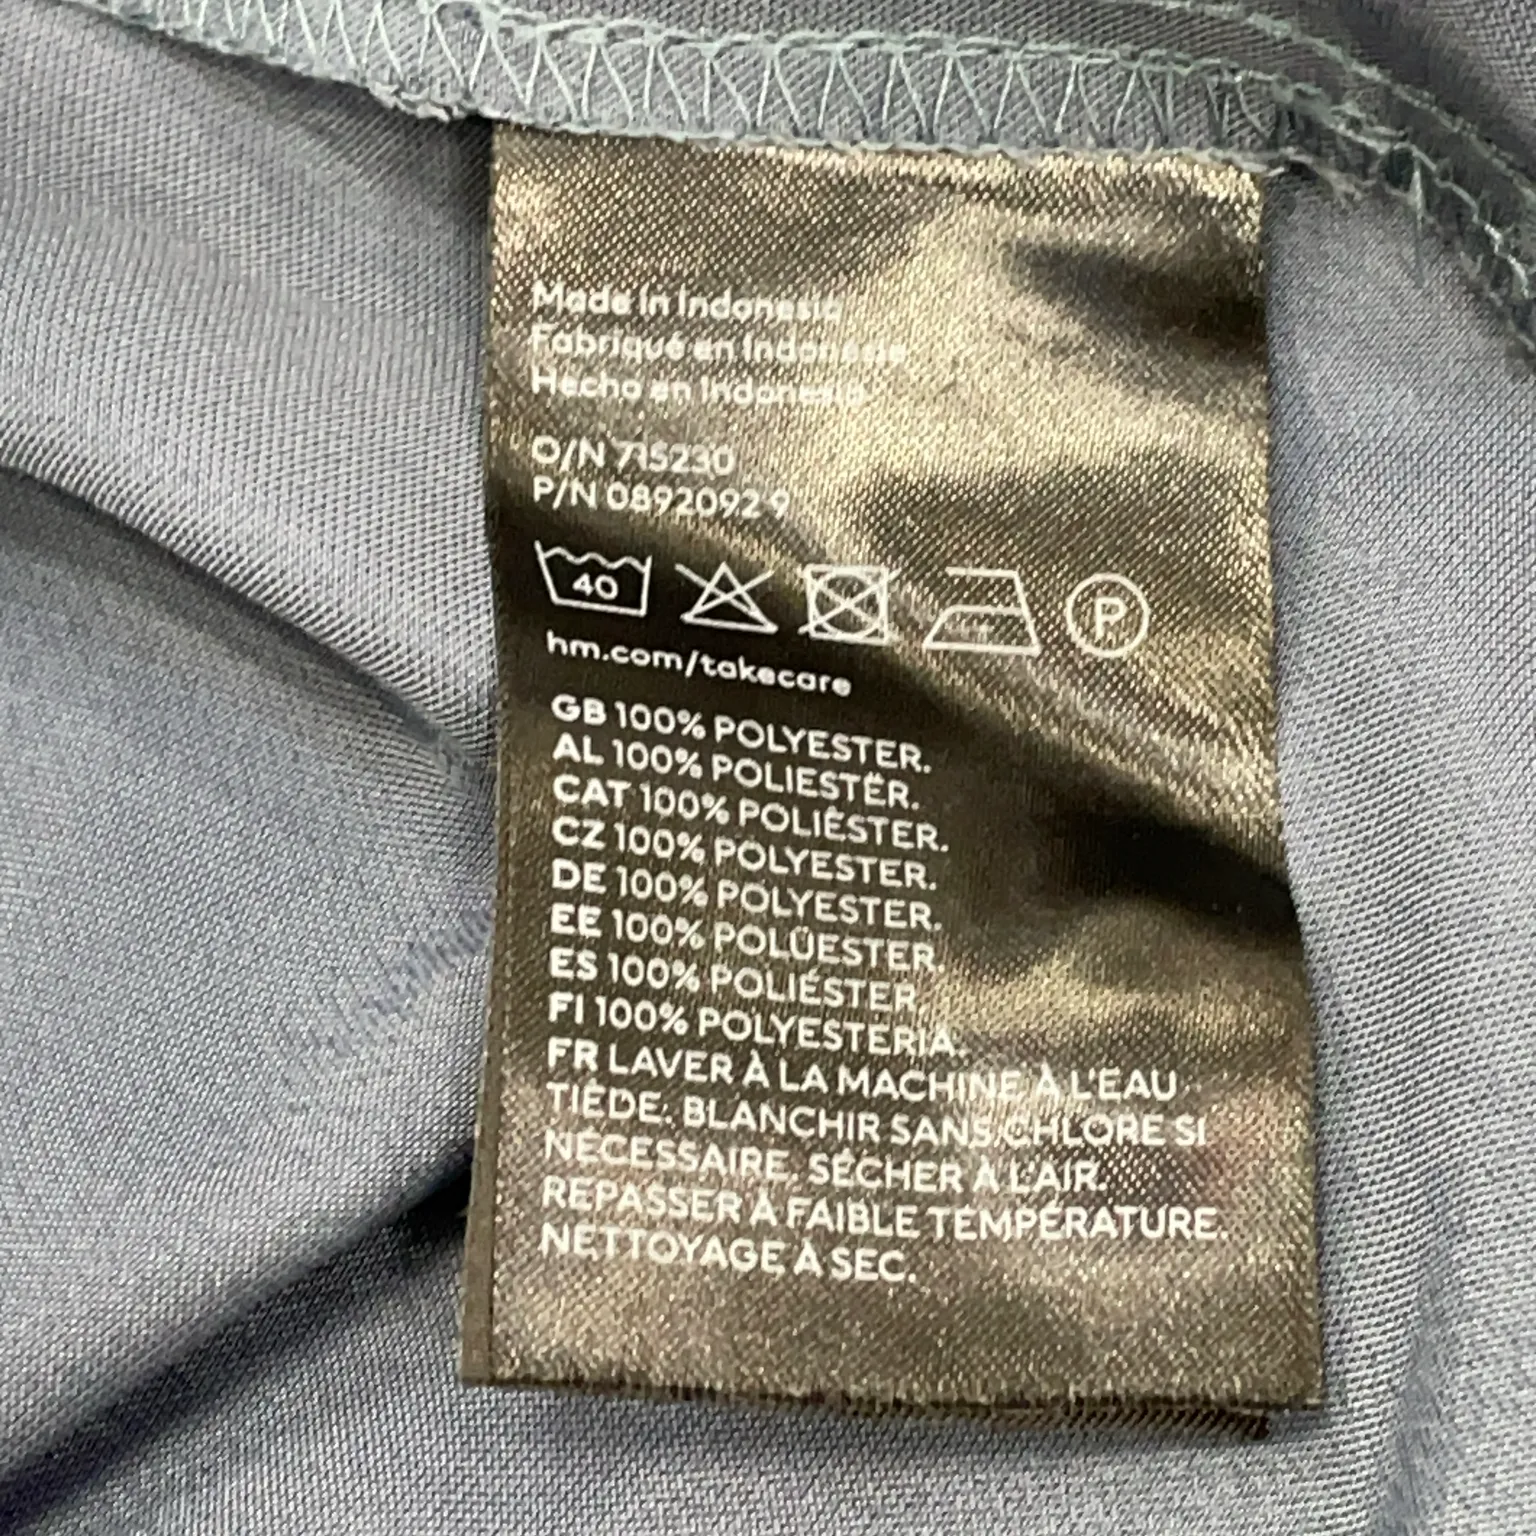 Made in Indonesia
Fabriqué en Indonésie
Hecho en Indonesia
O/N 715230
P/N 0892092 9
40 P
hm.com/takecare
GB 100% POLYESTER.
AL 100% POLIESTËR.
CAT 100% POLIÈSTER.
CZ 100% POLYESTER.
DE 100% POLYESTER.
EE 100% POLÜESTER.
ES 100% POLIÉSTER.
FI 100% POLYESTERIA.
FR LAVER À LA MACHINE À L'EAU
TIÈDE. BLANCHIR SANS CHLORE SI
NÉCESSAIRE. SÉCHER À L'AIR.
REPASSER À FAIBLE TEMPÉRATURE.
NETTOYAGE À SEC.